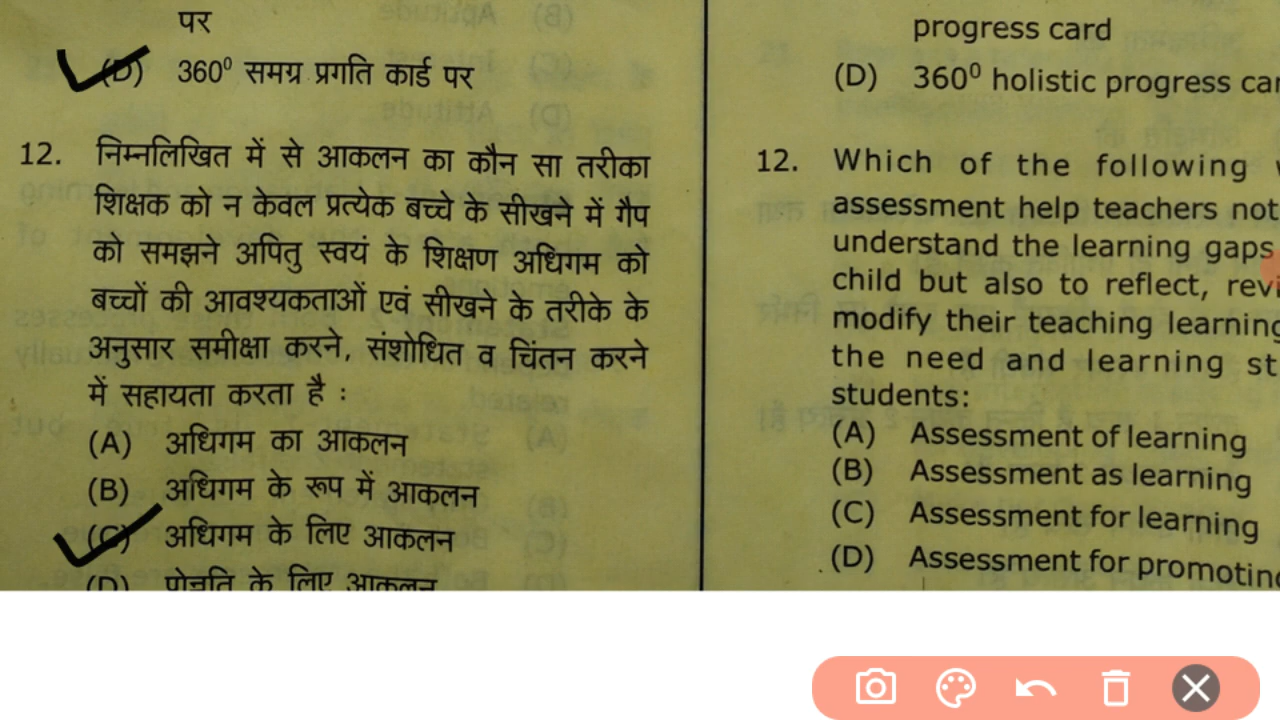 पर
(D) 360⁰ समग्र प्रगति कार्ड पर
12. निम्नलिखित में से आकलन का कौन सा तरीका
शिक्षक को न केवल प्रत्येक बच्चे के सीखने में गैप
को समझने अपितु स्वयं के शिक्षण अधिगम को
बच्चों की आवश्यकताओं एवं सीखने के तरीके के
अनुसार समीक्षा करने, संशोधित व चिंतन करने
में सहायता करता है :
(A) अधिगम का आकलन
(B) अधिगम के रूप में आकलन
(C) अधिगम के लिए आकलन
(D) पोन्नति के लिए आकलन
progress card
(D) 360⁰ holistic progress
12. Which of the following
assessment help teachers not
understand the learning gaps
child but also to reflect,
modify their teaching learning
the need and learning
students:
(A) Assessment of learning
(B) Assessment as learning
(C) Assessment for learning
(D) Assessment for